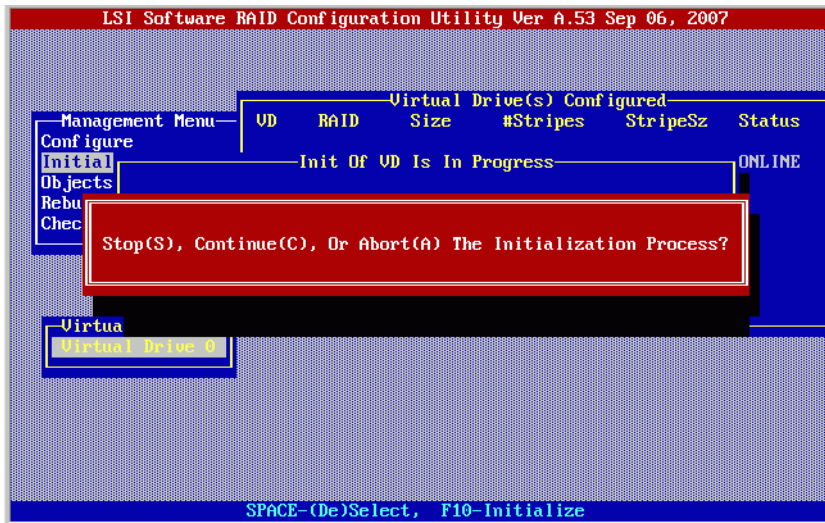 LSI Software RAID Configuration Utility Ver A.53 Sep 06, 2007
Virtual Drive(s) Configured
Management Menu
VD RAID Size #Stripes StripeSz Status
Configure
Initial
Init Of VD Is In Progress
ONLINE
Objects
Rebu
Chec
Stop(S), Continue(C), Or Abort(A) The Initialization Process?
Virtua
Virtual Drive 0
SPACE-(De)Select, F10-Initialize